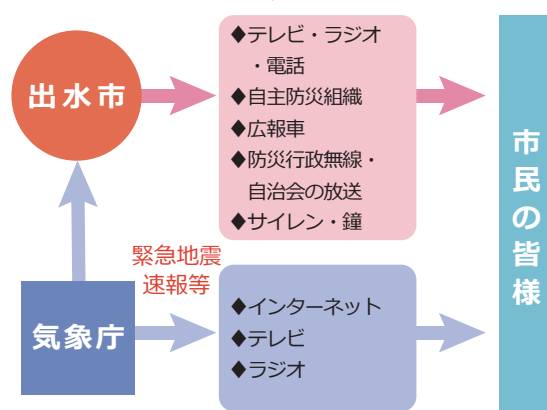 出水市
◆テレビ・ラジオ
・電話
◆自主防災組織
◆広報車
◆防災行政無線・
自治会の放送
◆サイレン・鐘
市民の皆様
緊急地震
速報等
気象庁
◆インターネット
◆テレビ
◆ラジオ